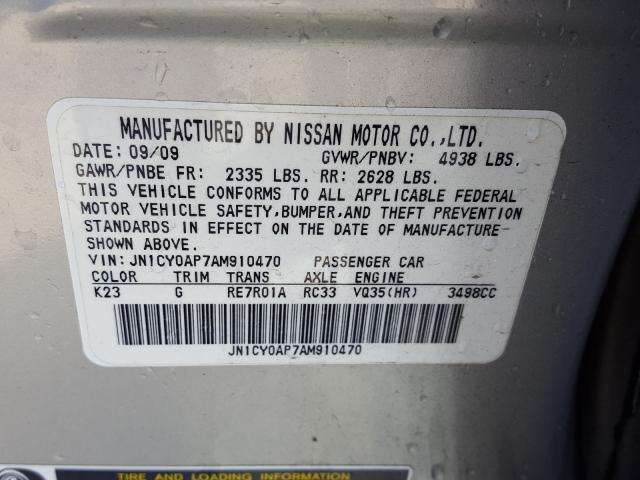 MANUFACTURED BY NISSAN MOTOR CO.,LTD.
DATE: 09/09 GVWR/PNBV: 4938 LBS.
GAWR/PNBE FR: 2335 LBS. RR: 2628 LBS.
THIS VEHICLE CONFORMS TO ALL APPLICABLE FEDERAL
MOTOR VEHICLE SAFETY,BUMPER,AND THEFT PREVENTION
STANDARDS IN EFFECT ON THE DATE OF MANUFACTURE
SHOWN ABOVE.
VIN: JN1CY0AP7AM910470 PASSENGER CAR
COLOR TRIM TRANS AXLE ENGINE
K23 G RE7R01A RC33 VQ35(HR) 3498CC
JN1CY0AP7AM910470
TIRE AND LOADING INFORMATION